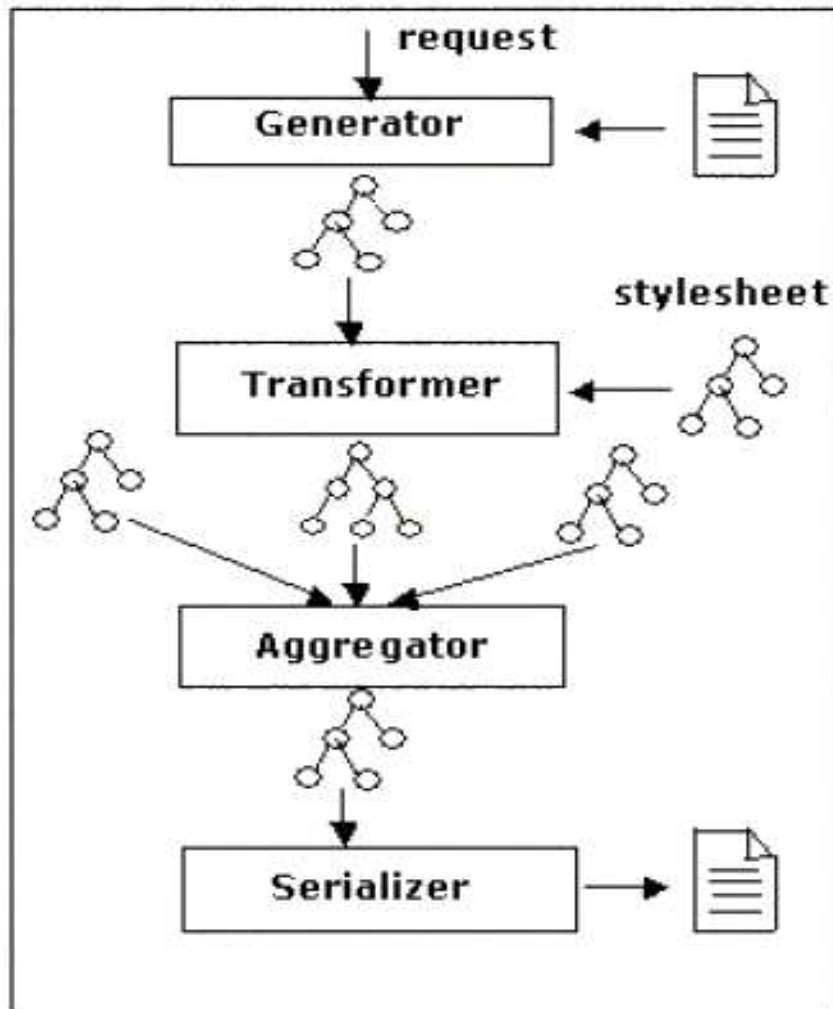 request
Generator
stylesheet
Transformer
Aggregator
Serializer